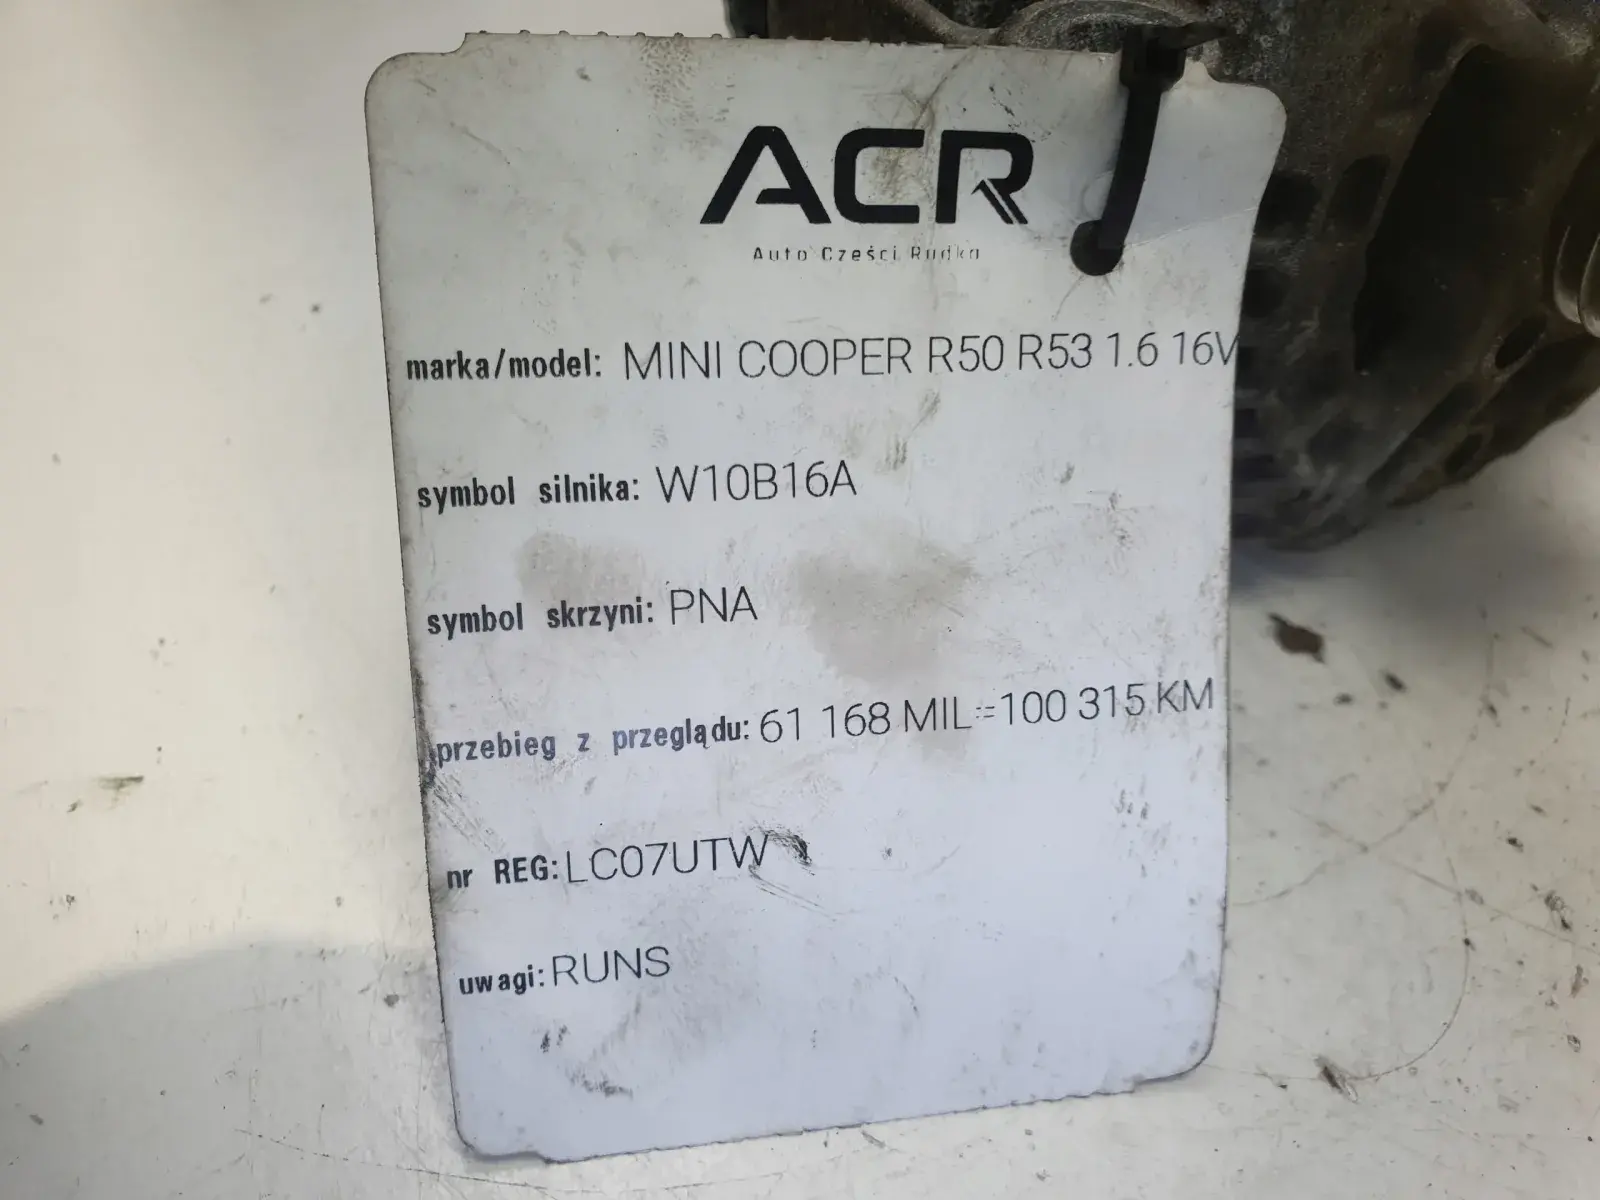 ACR
Auto Części Rudka
marka/model: MINI COOPER R50 R53 1.6 16V
symbol silnika: W10B16A
symbol skrzyni: PNA
przebieg z przeglądu: 61 168 MIL=100 315 KM
nr REG: LC07UTW
uwagi: RUNS